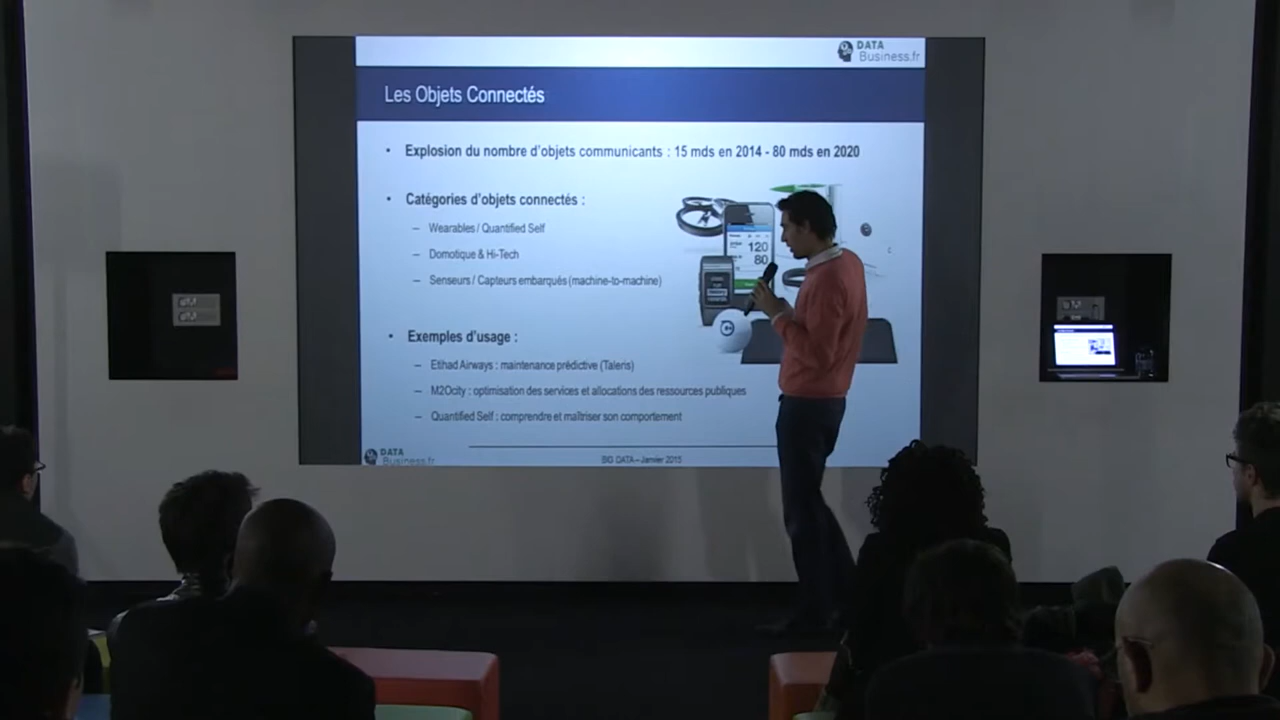 DATA
Business.fr
Les Objets Connectés
• Explosion du nombre d'objets communicants : 15 mds en 2014 - 80 mds en 2020
• Catégories d'objets connectés :
– Wearables / Quantified Self
– Domotique & Hi-Tech
– Senseurs / Capteurs embarqués (machine-to-machine)
120
80
• Exemples d'usage :
– Etihad Airways : maintenance prédictive (Taleris)
– M2Ocity : optimisation des services et allocations des ressources publiques
– Quantified Self : comprendre et maîtriser son comportement
DATA
Business.fr
BIG DATA – Janvier 2015